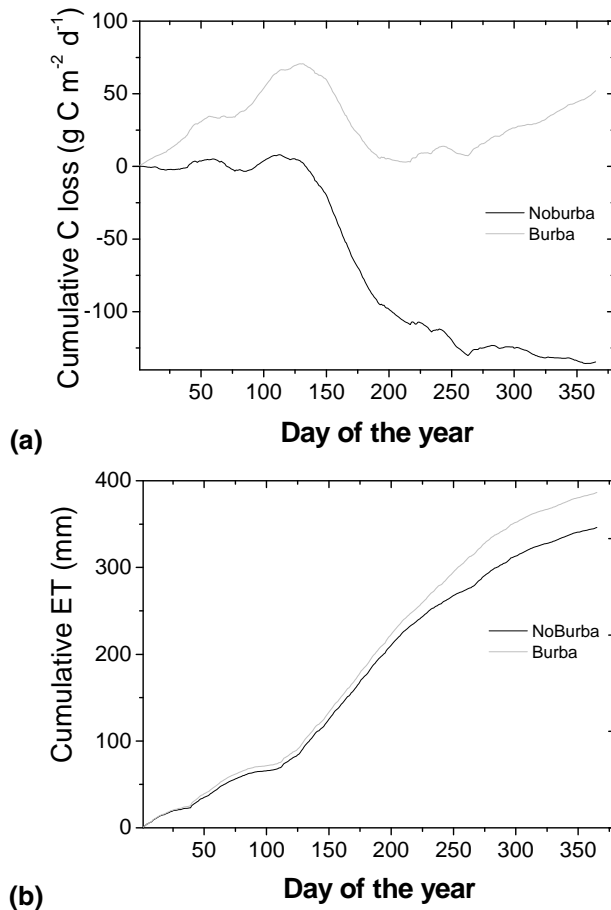 100
50
0
-50
-100
Cumulative C loss (g C m⁻² d⁻¹)
Noburba
Burba
50 100 150 200 250 300 350
Day of the year
(a)
400
300
200
100
0
Cumulative ET (mm)
NoBurba
Burba
50 100 150 200 250 300 350
Day of the year
(b)